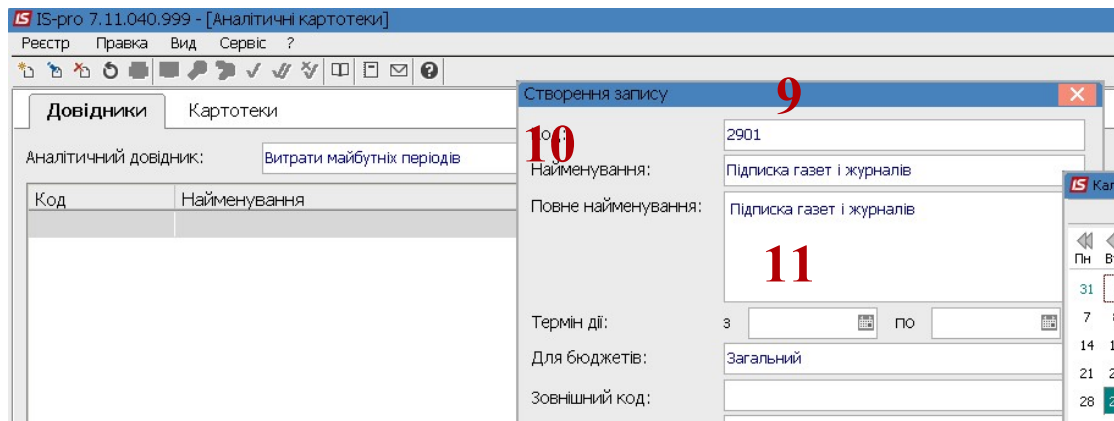 IS-pro 7.11.040.999 - [Аналітичні картотеки]
Реєстр Правка Вид Сервіс ?
Довідники Картотеки
Аналітичний довідник: Витрати майбутніх періодів
Код Найменування
Створення запису 9
10 2901
Найменування: Підписка газет і журналів
Повне найменування: Підписка газет і журналів
11
Термін дії: з по
Для бюджетів: Загальний
Зовнішний код:
Пн
31
7
14
21
28